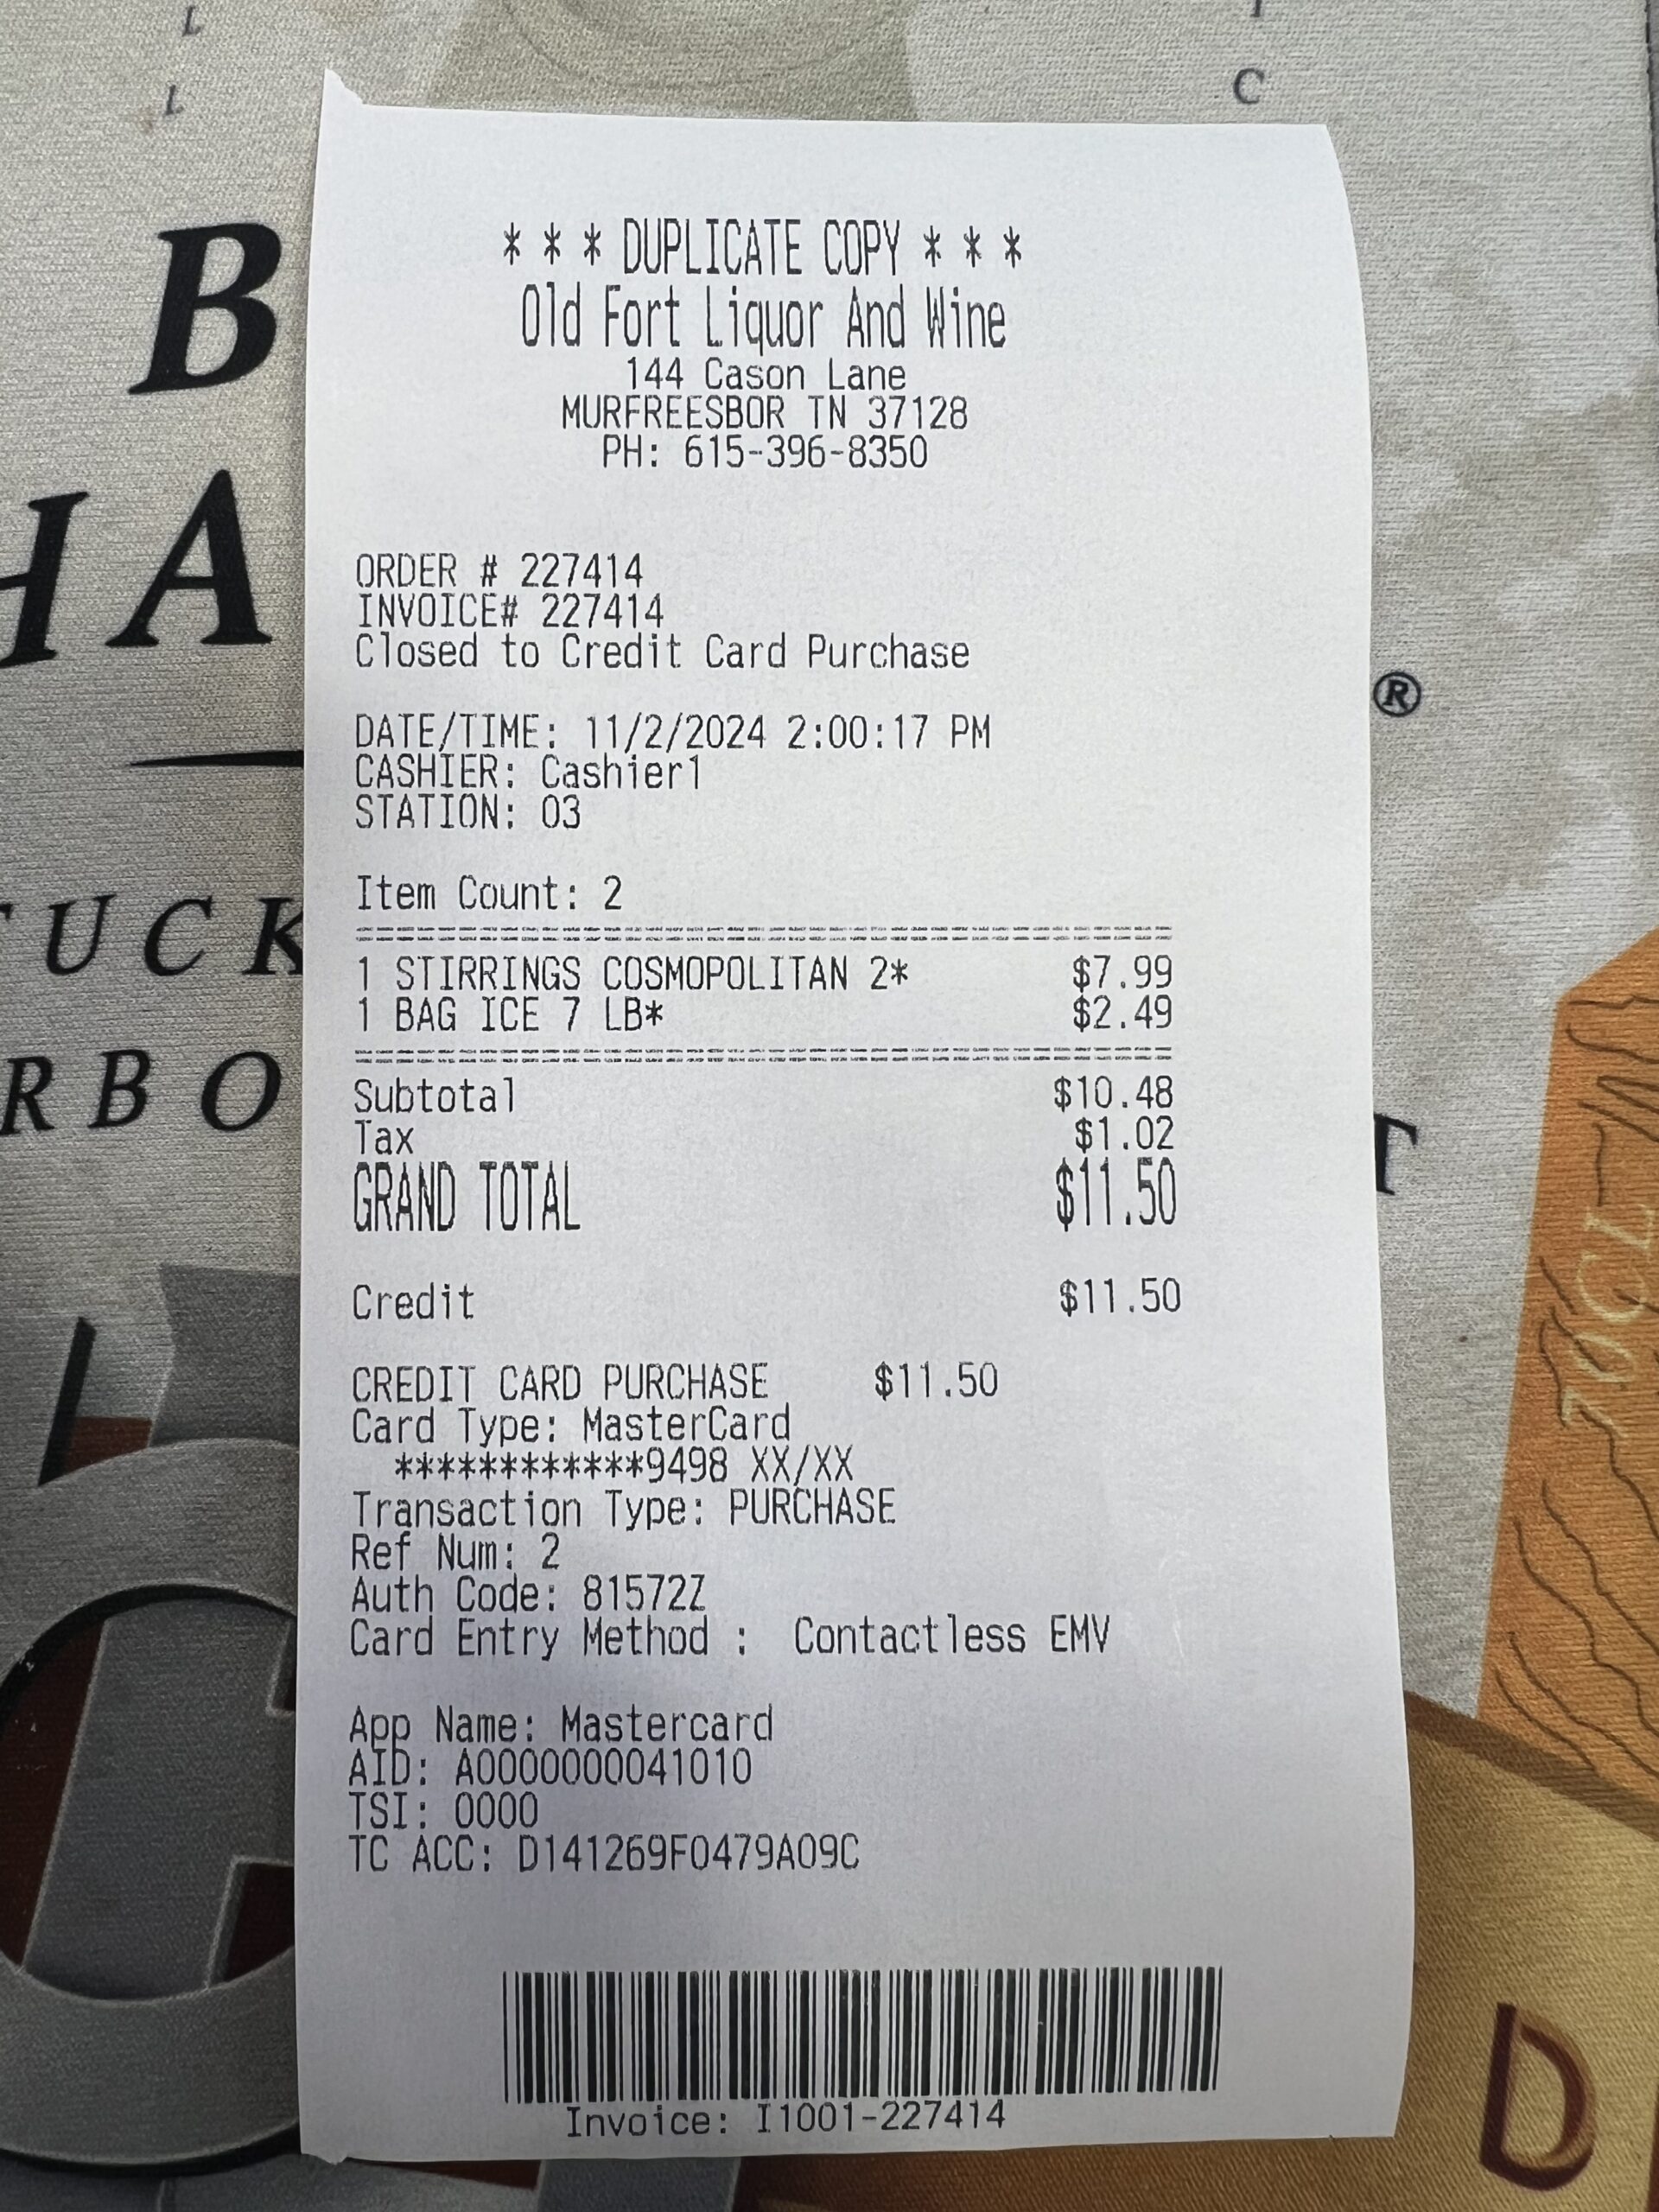 * * * DUPLICATE COPY * * *
Old Fort Liquor And Wine
144 Cason Lane
MURFREESBOR TN 37128
PH: 615-396-8350
ORDER # 227414
INVOICE# 227414
Closed to Credit Card Purchase
DATE/TIME: 11/2/2024 2:00:17 PM
CASHIER: Cashier1
STATION: 03
Item Count: 2
1 STIRRINGS COSMOPOLITAN 2* $7.99
1 BAG ICE 7 LB* $2.49
Subtotal $10.48
Tax $1.02
GRAND TOTAL $11.50
Credit $11.50
CREDIT CARD PURCHASE $11.50
Card Type: MasterCard
************9498 XX/XX
Transaction Type: PURCHASE
Ref Num: 2
Auth Code: 81572Z
Card Entry Method : Contactless EMV
App Name: Mastercard
AID: A0000000041010
TSI: 0000
TC ACC: D141269F0479A09C
Invoice: I1001-227414
B
HA
®
TUCK
RBO
T
70CL
D